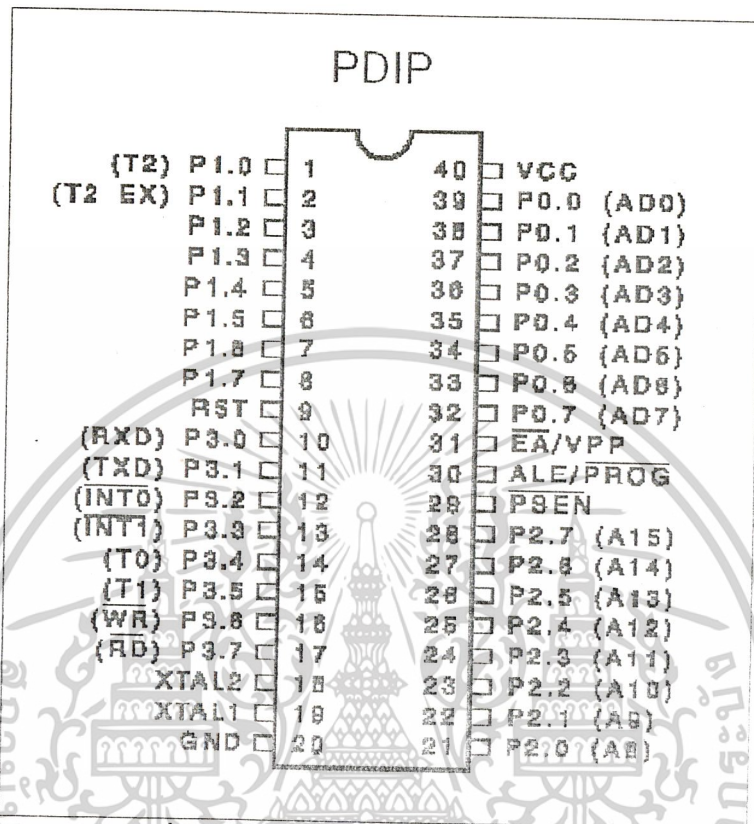 PDIP
(T2) P1.0 1 40 VCC
(T2 EX) P1.1 2 39 P0.0 (AD0)
P1.2 3 38 P0.1 (AD1)
P1.3 4 37 P0.2 (AD2)
P1.4 5 36 P0.3 (AD3)
P1.5 6 35 P0.4 (AD4)
P1.6 7 34 P0.5 (AD5)
P1.7 8 33 P0.6 (AD6)
RST 9 32 P0.7 (AD7)
(RXD) P3.0 10 31 E̅A̅/VPP
(TXD) P3.1 11 30 ALE/P̅R̅O̅G̅
(I̅N̅T̅0̅) P3.2 12 29 P̅S̅E̅N̅
(I̅N̅T̅1̅) P3.3 13 28 P2.7 (A15)
(T0) P3.4 14 27 P2.6 (A14)
(T1) P3.5 15 26 P2.5 (A13)
(W̅R̅) P3.6 16 25 P2.4 (A12)
(R̅D̅) P3.7 17 24 P2.3 (A11)
XTAL2 18 23 P2.2 (A10)
XTAL1 19 22 P2.1 (A9)
GND 20 21 P2.0 (A8)